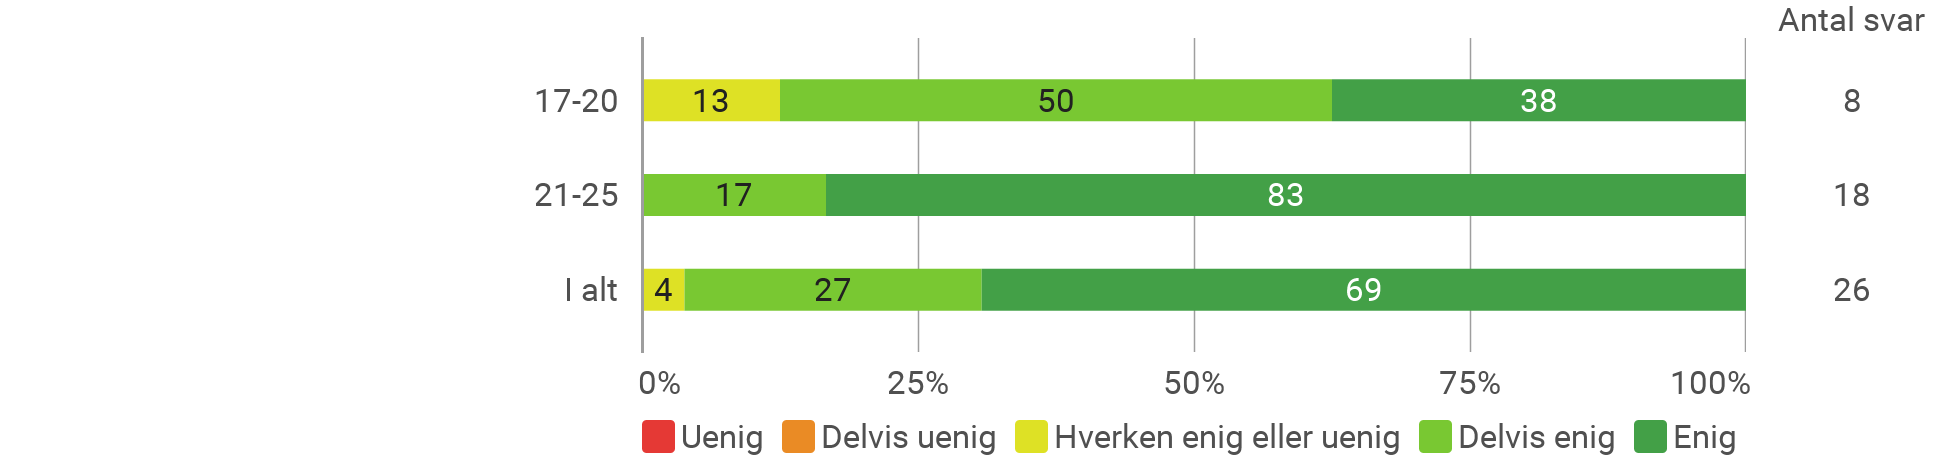 Antal svar
17-20 13 50 38 8
21-25 17 83 18
I alt 4 27 69 26
0% 25% 50% 75% 100%
Uenig Delvis uenig Hverken enig eller uenig Delvis enig Enig